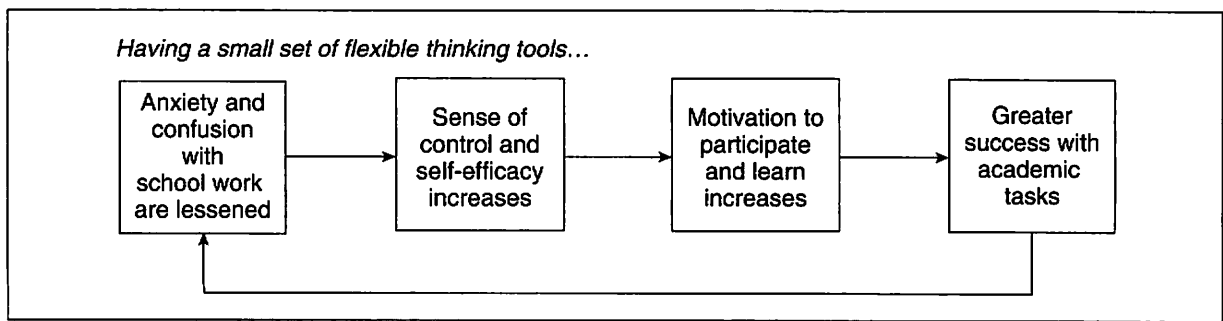 Having a small set of flexible thinking tools...
Anxiety and
confusion
with
school work
are lessened
Sense of
control and
self-efficacy
increases
Motivation to
participate
and learn
increases
Greater
success with
academic
tasks